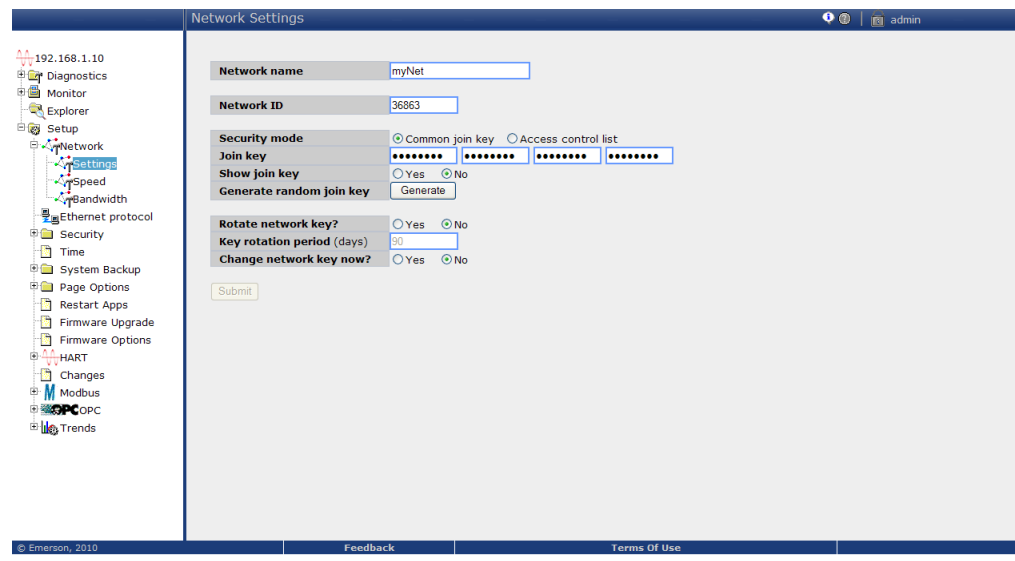 Network Settings
admin
192.168.1.10
Diagnostics
Monitor
Explorer
Setup
Network
Settings
Speed
Bandwidth
Ethernet protocol
Security
Time
System Backup
Page Options
Restart Apps
Firmware Upgrade
Firmware Options
HART
Changes
Modbus
OPC OPC
Trends
Network name myNet
Network ID 36863
Security mode Common join key Access control list
Join key •••••••• •••••••• •••••••• ••••••••
Show join key Yes No
Generate random join key Generate
Rotate network key? Yes No
Key rotation period (days) 90
Change network key now? Yes No
Submit
© Emerson, 2010 Feedback Terms Of Use